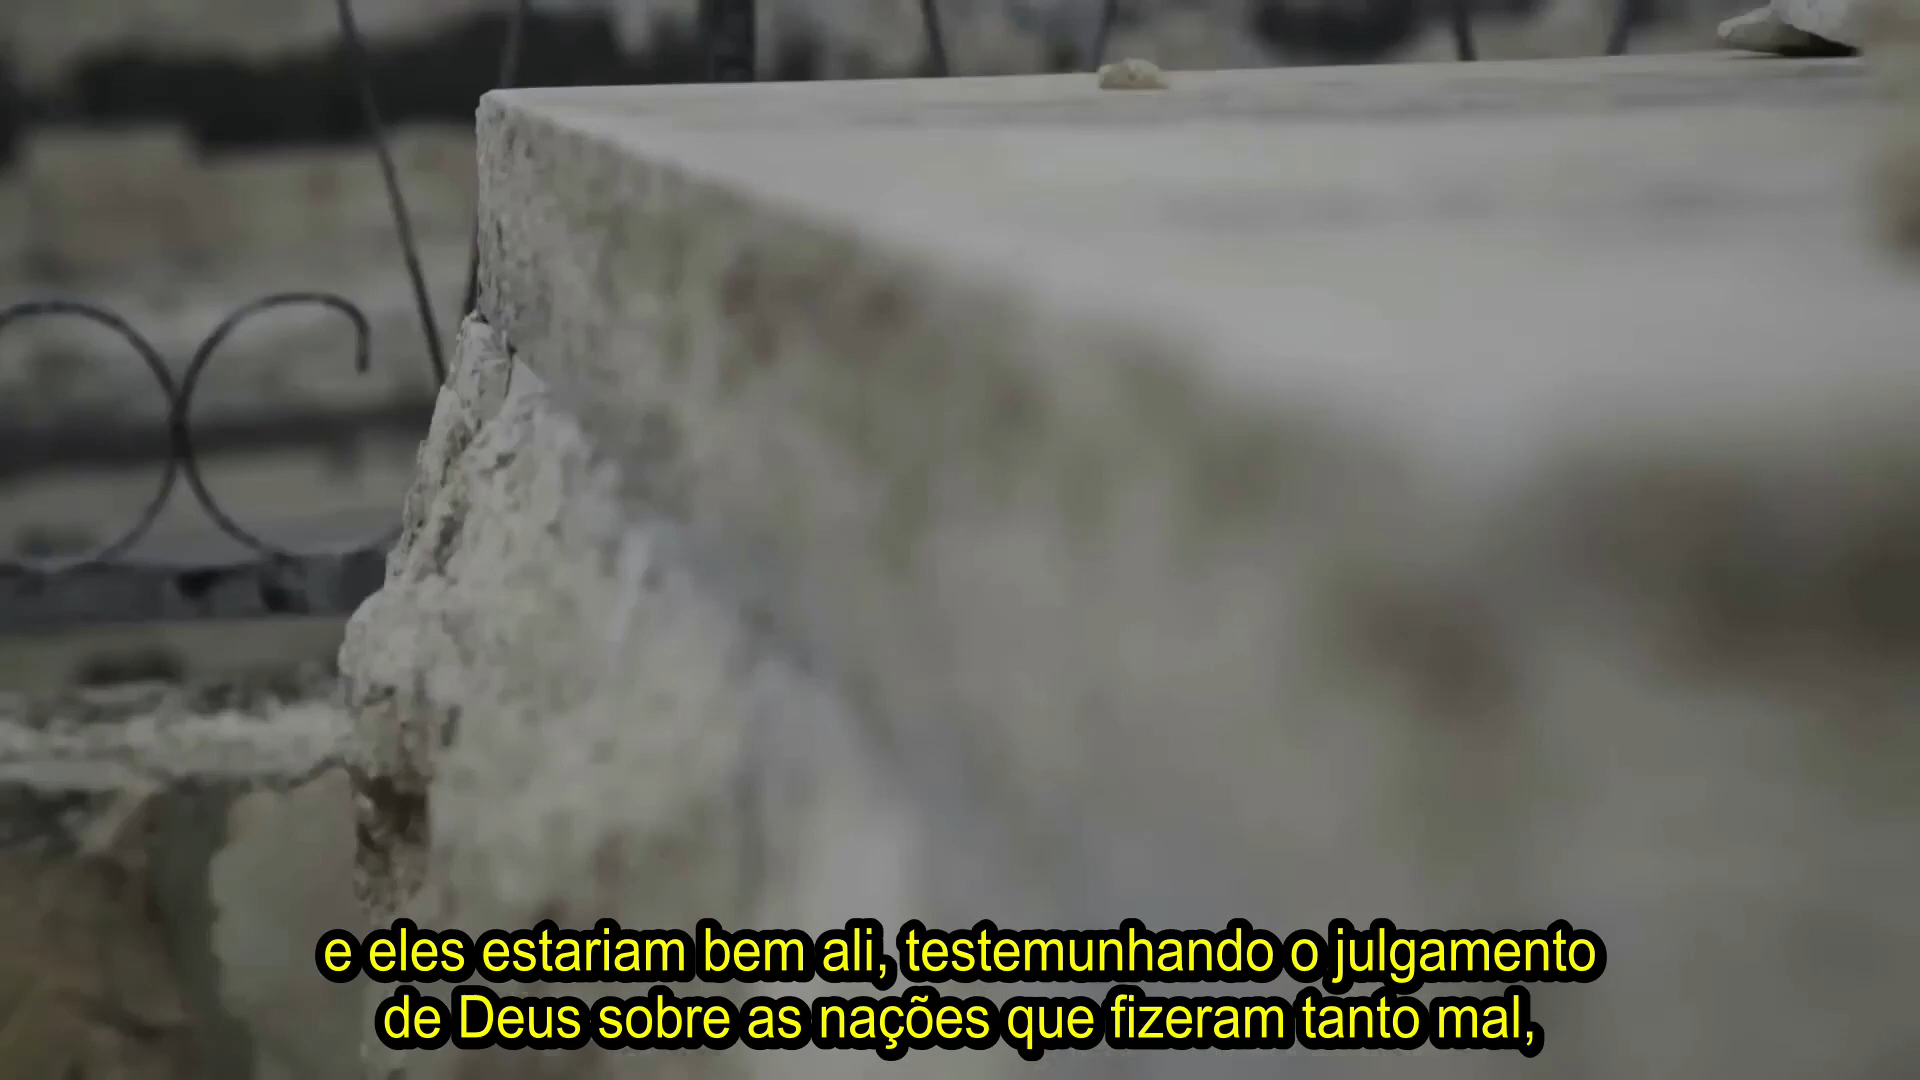 e eles estariam bem ali, testemunhando o julgamento
de Deus sobre as nações que fizeram tanto mal,